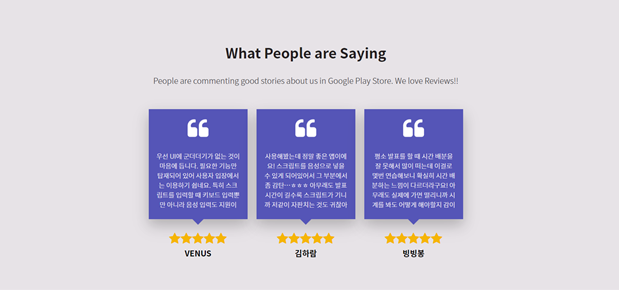 What People are Saying
People are commenting good stories about us in Google Play Store. We love Reviews!!
우선 UI에 군더더기가 없는 것이
마음에 듭니다. 필요한 기능만
탑재되어 있어 사용자 입장에서
는 이용하기 쉽네요. 특히 스크
립트를 입력할 때 키보드 입력뿐
만 아니라 음성 입력도 지원이
VENUS
사용해봤는데 정말 좋은 앱이에
요! 스크립트를 음성으로 넣을
수 있게 되어있어서 그 부분에서
좀 감탄…ㅎㅎㅎ 아무래도 발표
시간이 길수록 스크립트가 기니
까 저같이 자판치는 것도 귀찮아
김하람
평소 발표를 할 때 시간 배분을
잘 못해서 많이 떠는데 이걸로
몇번 연습해보니 확실히 시간 배
분하는 느낌이 다르더라구요! 아
무래도 실제에 가면 떨리니까 시
계를 봐도 어떻게 해야할지 감이
빙빙봉